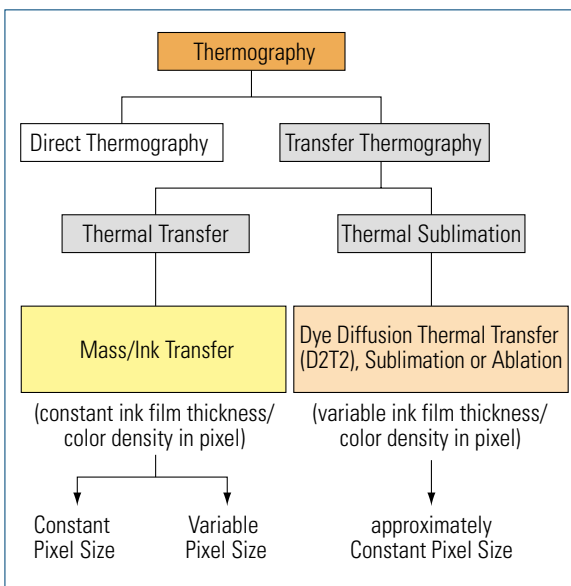 Thermography
Direct Thermography
Transfer Thermography
Thermal Transfer
Thermal Sublimation
Mass/Ink Transfer
Dye Diffusion Thermal Transfer
(D2T2), Sublimation or Ablation
(constant ink film thickness/
color density in pixel)
(variable ink film thickness/
color density in pixel)
Constant
Pixel Size
Variable
Pixel Size
approximately
Constant Pixel Size